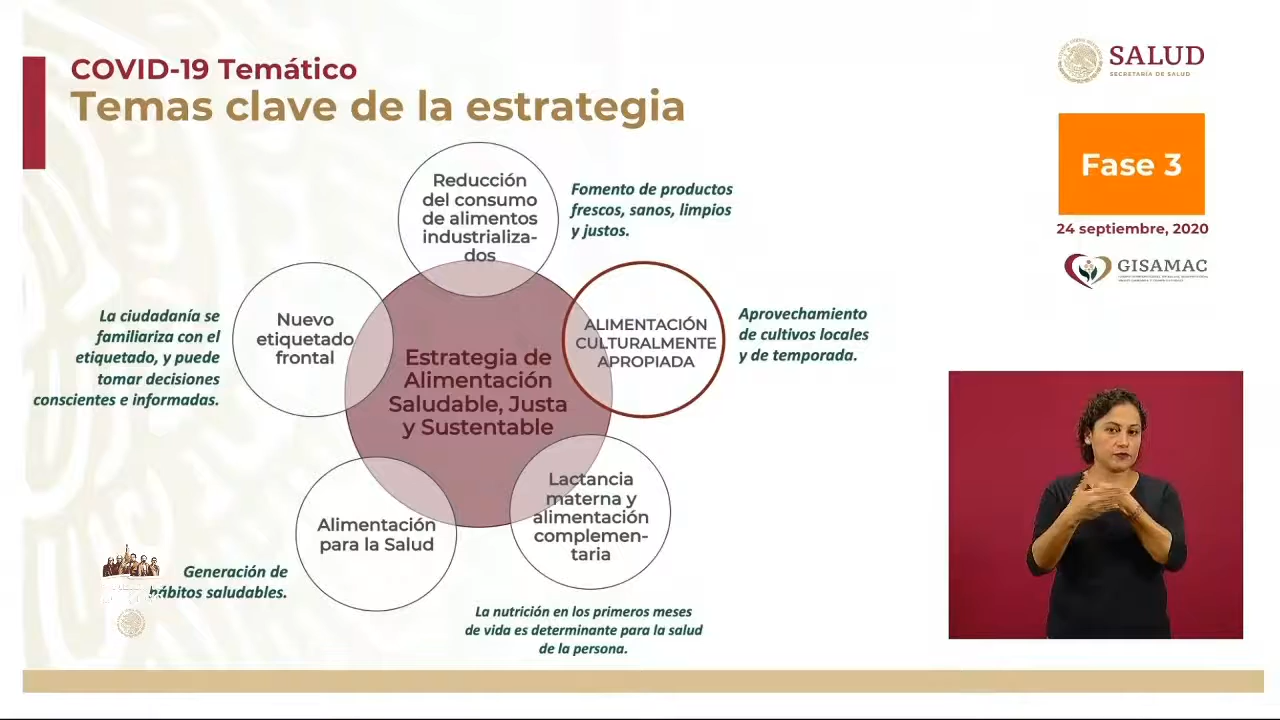 COVID-19 Temático
Temas clave de la estrategia
SALUD
SECRETARÍA DE SALUD
Fase 3
24 septiembre, 2020
GISAMAC
Reducción
del consumo
de alimentos
industrializa-
dos
Fomento de productos
frescos, sanos, limpios
y justos.
Nuevo
etiquetado
frontal
La ciudadanía se
familiariza con el
etiquetado, y puede
tomar decisiones
conscientes e informadas.
Estrategia de
Alimentación
Saludable, Justa
y Sustentable
ALIMENTACIÓN
CULTURALMENTE
APROPIADA
Aprovechamiento
de cultivos locales
y de temporada.
Alimentación
para la Salud
Generación de
hábitos saludables.
Lactancia
materna y
alimentación
complemen-
taria
La nutrición en los primeros meses
de vida es determinante para la salud
de la persona.